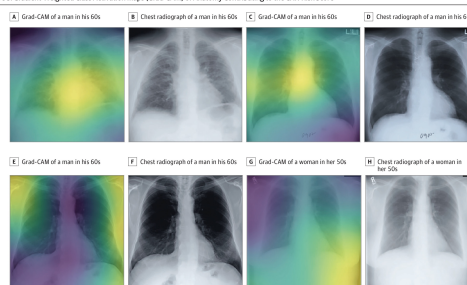 A Grad-CAM of a man in his 60s
B Chest radiograph of a man in his 60s
C Grad-CAM of a man in his 60s
D Chest radiograph of a man in his 6
E Grad-CAM of a man in his 60s
F Chest radiograph of a man in his 60s
G Grad-CAM of a woman in her 50s
H Chest radiograph of a woman in
her 50s